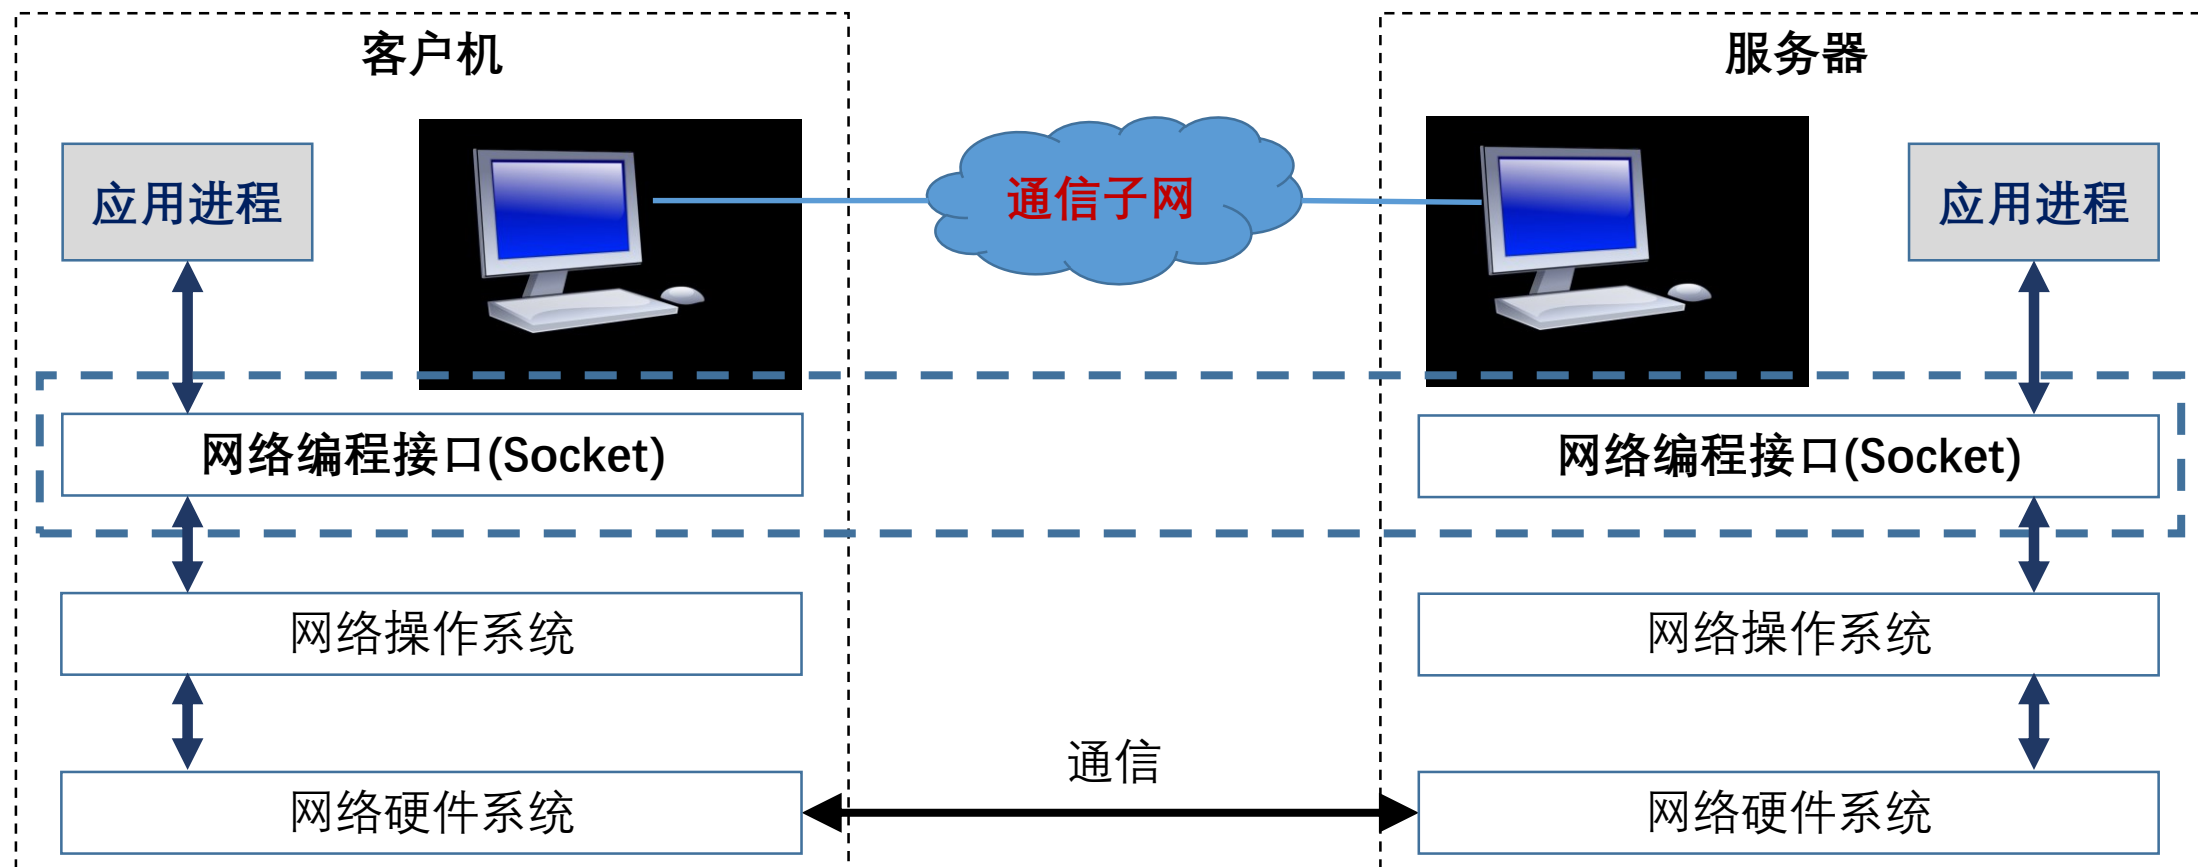 客户机
服务器
应用进程
通信子网
应用进程
网络编程接口(Socket)
网络编程接口(Socket)
网络操作系统
网络操作系统
通信
网络硬件系统
网络硬件系统